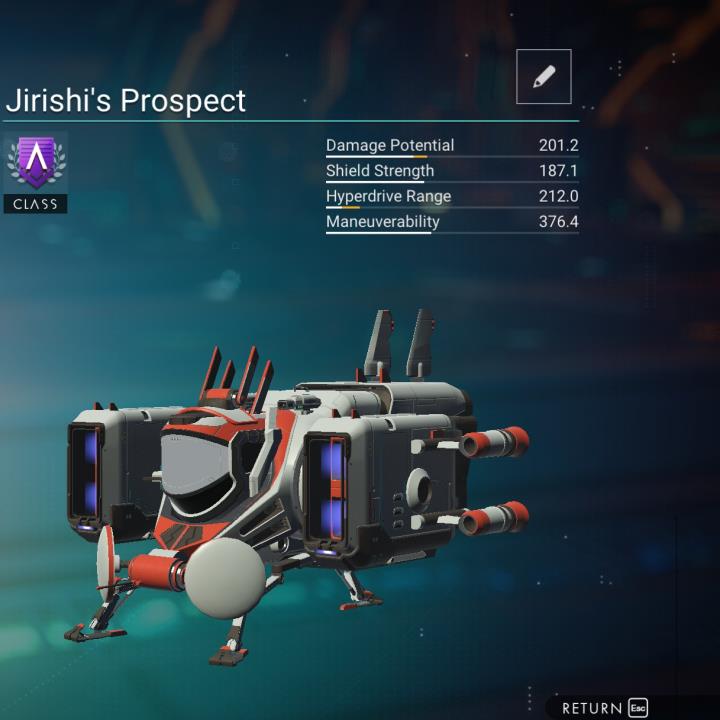 Jirishi's Prospect
CLASS
Damage Potential 201.2
Shield Strength 187.1
Hyperdrive Range 212.0
Maneuverability 376.4
RETURN Esc